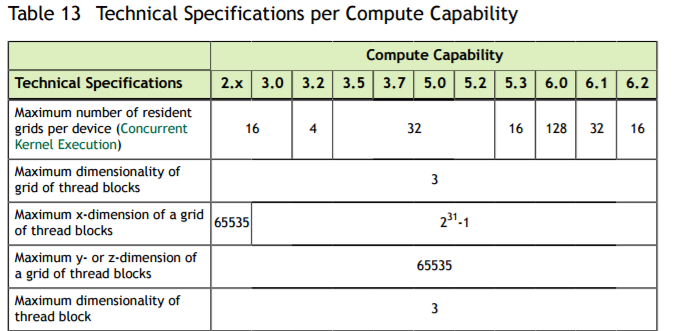 Table 13 Technical Specifications per Compute Capability
Compute Capability
Technical Specifications 2.x 3.0 3.2 3.5 3.7 5.0 5.2 5.3 6.0 6.1 6.2
Maximum number of resident
grids per device (Concurrent
Kernel Execution)
16 4 32 16 128 32 16
Maximum dimensionality of
grid of thread blocks
3
Maximum x-dimension of a grid
of thread blocks
65535 2³¹-1
Maximum y- or z-dimension of
a grid of thread blocks
65535
Maximum dimensionality of
thread block
3